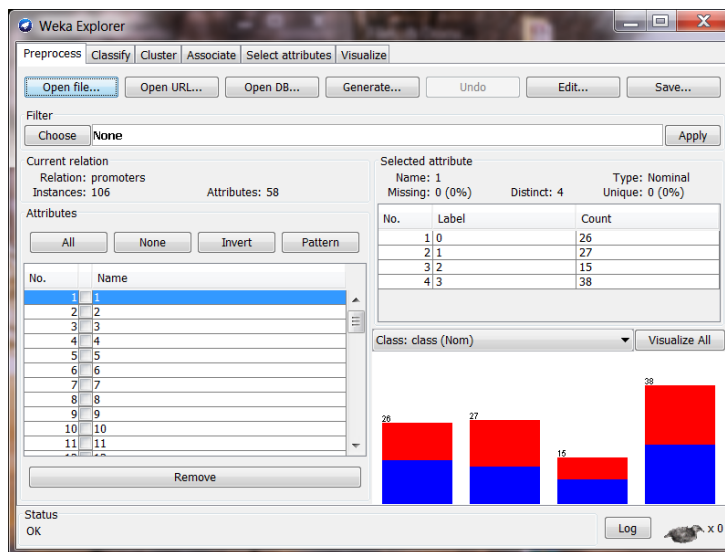 Weka Explorer
Preprocess Classify Cluster Associate Select attributes Visualize
Open file... Open URL... Open DB... Generate... Undo Edit... Save...
Filter
Choose None Apply
Current relation
Relation: promoters
Instances: 106 Attributes: 58
Attributes
All None Invert Pattern
No. Name
1 1
2 2
3 3
4 4
5 5
6 6
7 7
8 8
9 9
10 10
11 11
Remove
Selected attribute
Name: 1 Type: Nominal
Missing: 0 (0%) Distinct: 4 Unique: 0 (0%)
No. Label Count
1 0 26
2 1 27
3 2 15
4 3 38
Class: class (Nom) Visualize All
26 27 15 38
Status
OK
Log x 0